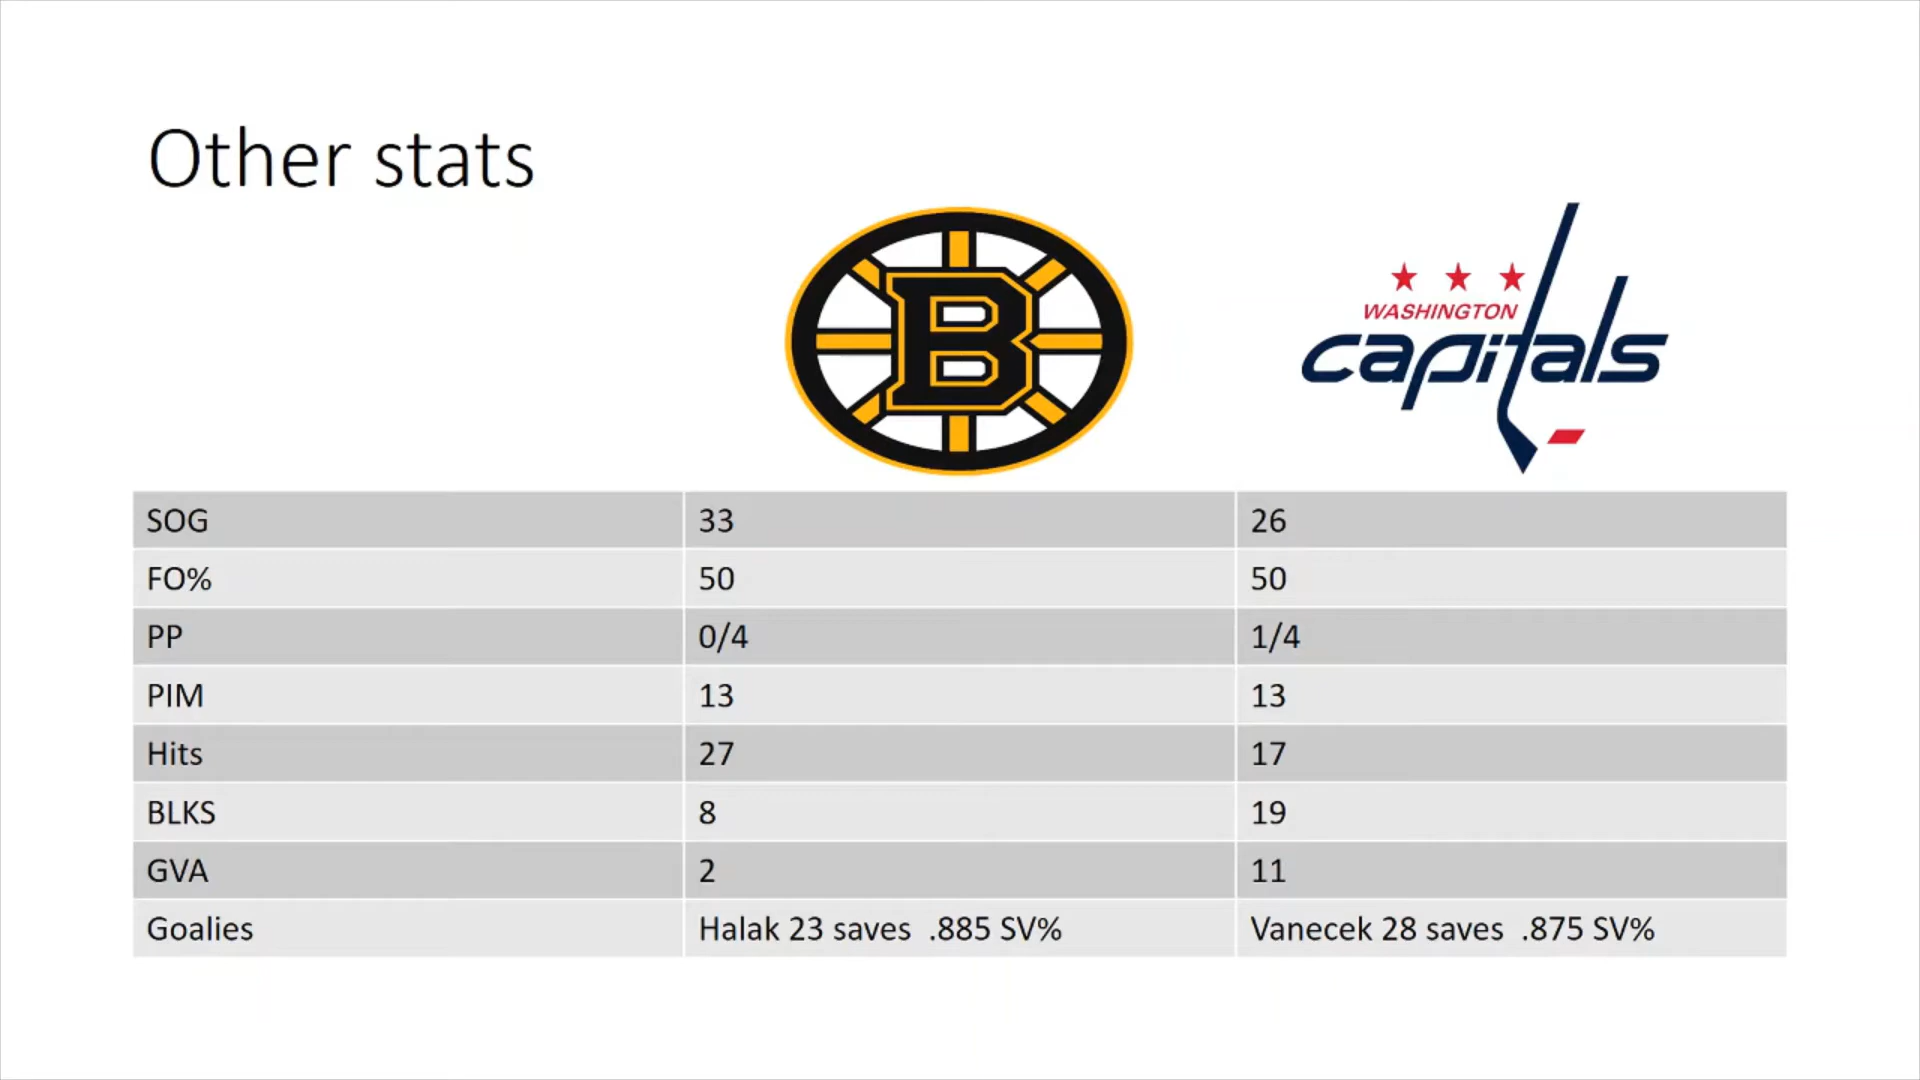 Other stats
B
WASHINGTON
capitals
SOG 33 26
FO% 50 50
PP 0/4 1/4
PIM 13 13
Hits 27 17
BLKS 8 19
GVA 2 11
Goalies Halak 23 saves .885 SV% Vanecek 28 saves .875 SV%